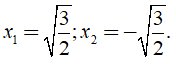 x₁ = √(3/2); x₂ = −√(3/2).